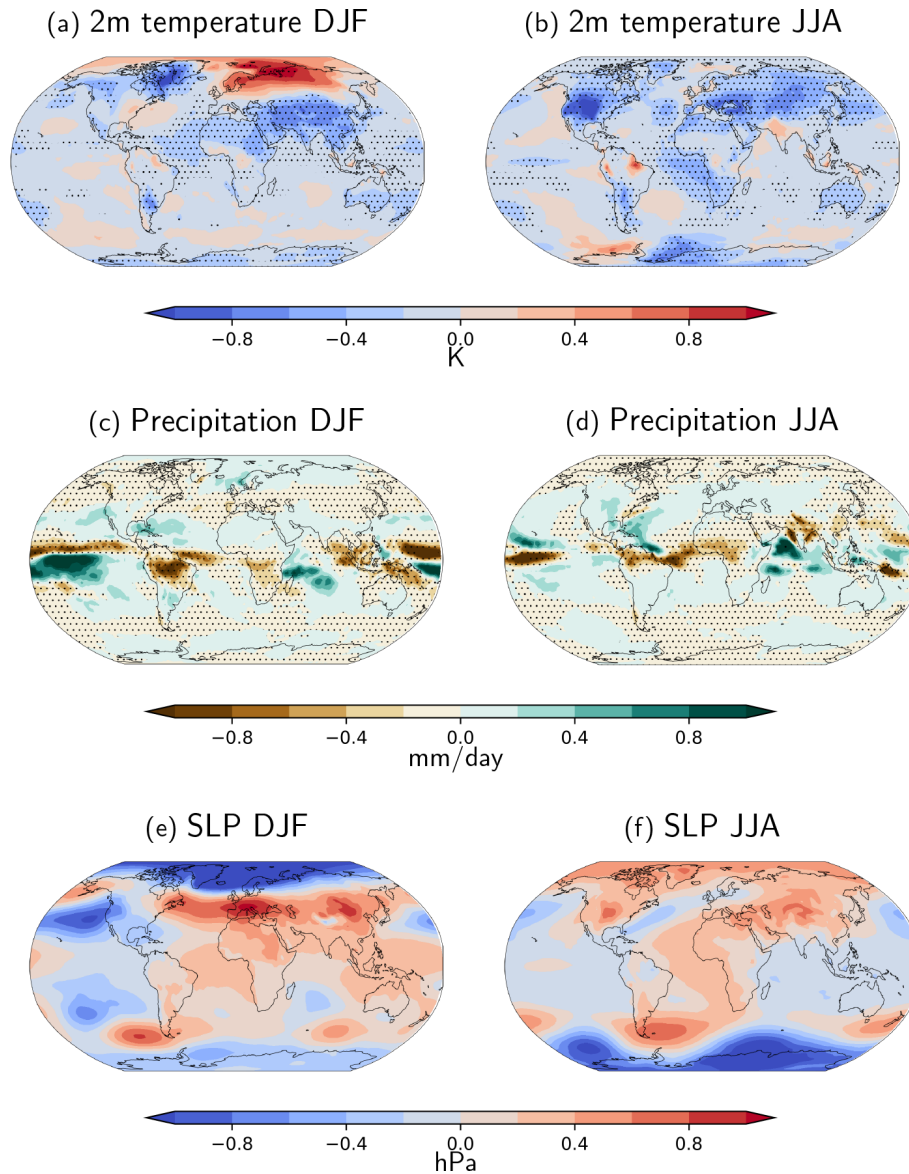 (a) 2m temperature DJF
(b) 2m temperature JJA
−0.8 −0.4 0.0 0.4 0.8
K
(c) Precipitation DJF
(d) Precipitation JJA
−0.8 −0.4 0.0 0.4 0.8
mm/day
(e) SLP DJF
(f) SLP JJA
−0.8 −0.4 0.0 0.4 0.8
hPa